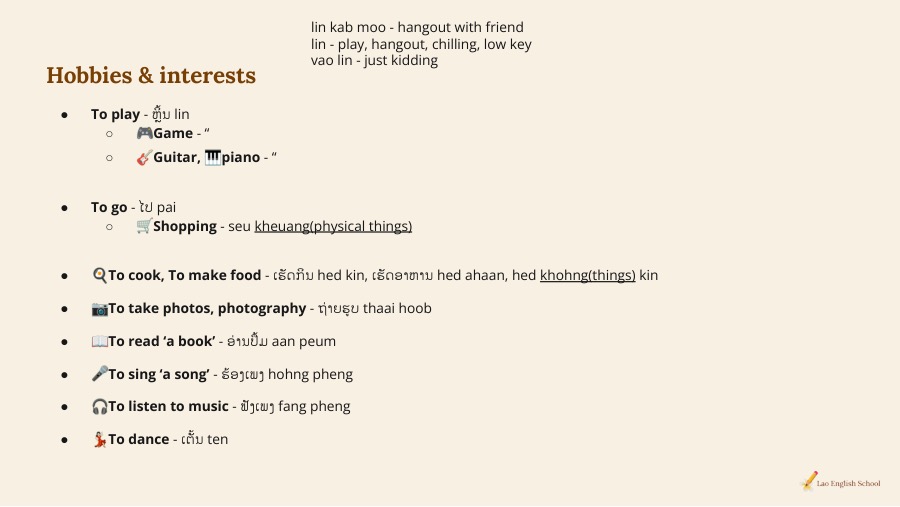 lin kab moo - hangout with friend
lin - play, hangout, chilling, low key
vao lin - just kidding
Hobbies & interests
● To play - ຫຼິ້ນ lin
○ 🎮Game - “
○ 🎸Guitar, 🎹piano - “
● To go - ໄປ pai
○ 🛒Shopping - seu kheuang(physical things)
● 🍳To cook, To make food - ເຮັດກິນ hed kin, ເຮັດອາຫານ hed ahaan, hed khohng(things) kin
● 📷To take photos, photography - ຖ່າຍຮູບ thaai hoob
● 📖To read ‘a book’ - ອ່ານປຶ້ມ aan peum
● 🎤To sing ‘a song’ - ຮ້ອງເພງ hohng pheng
● 🎧To listen to music - ຟັງເພງ fang pheng
● 💃To dance - ເຕັ້ນ ten
Lao English School